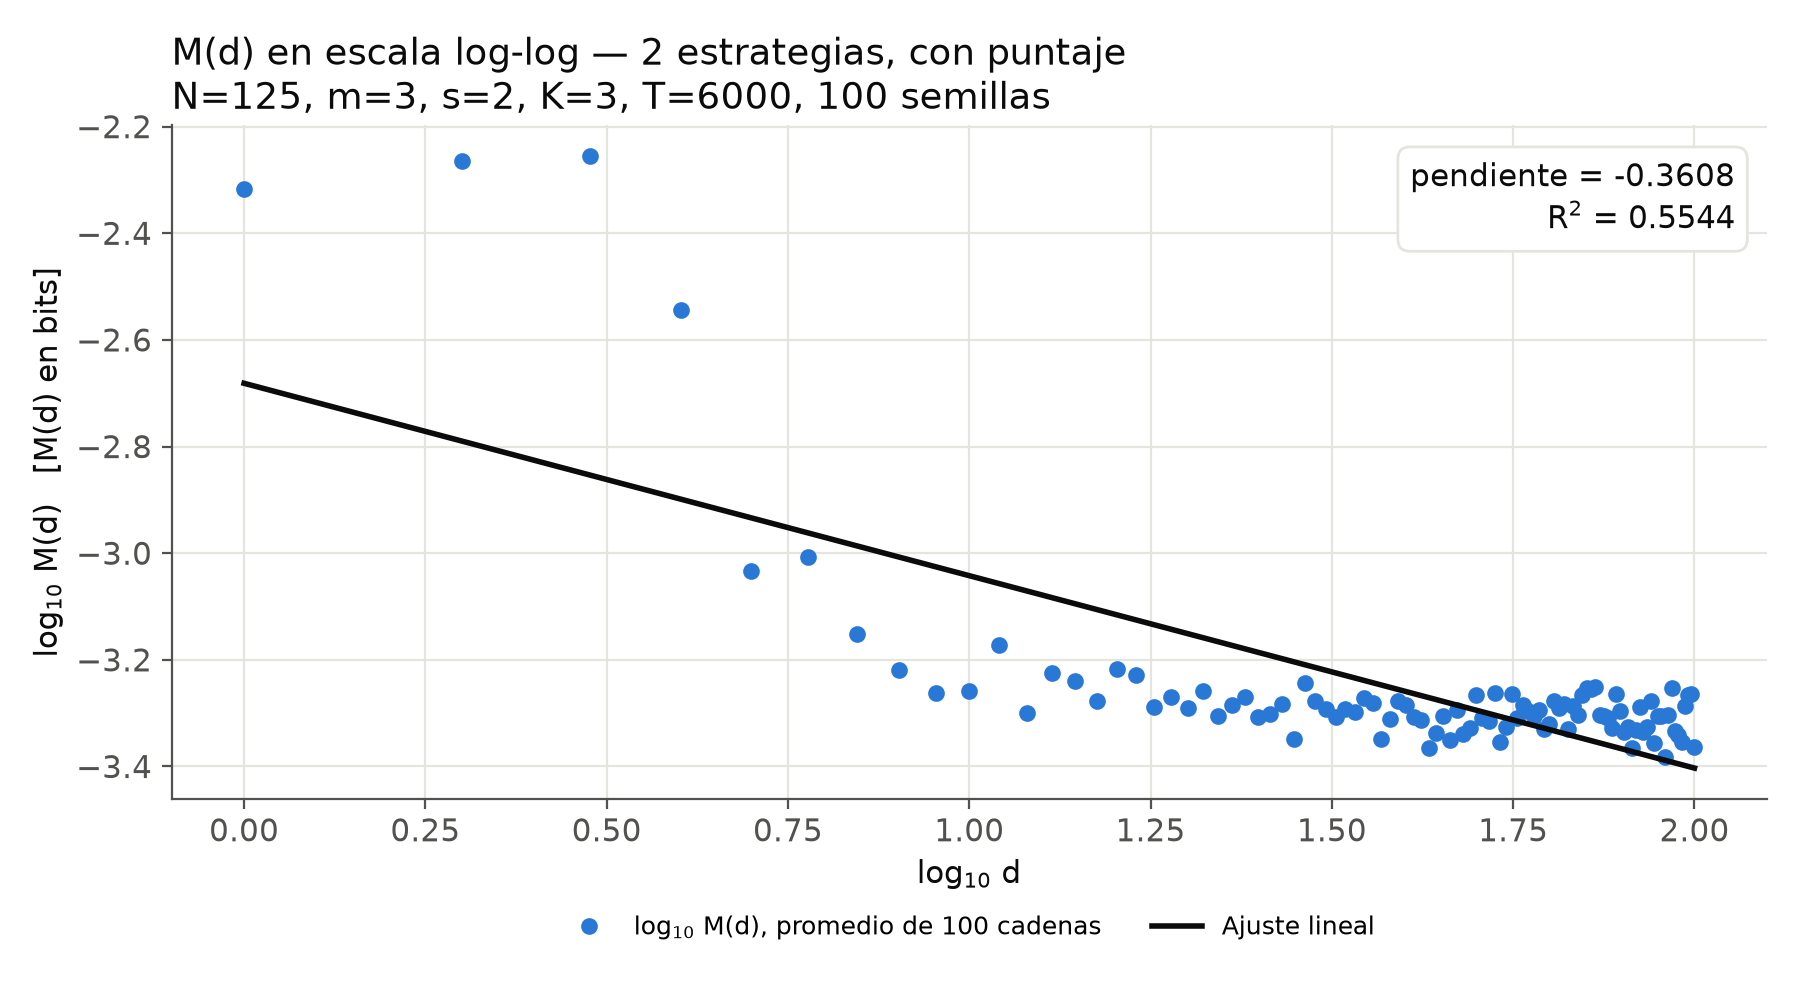 M(d) en escala log-log — 2 estrategias, con puntaje
N=125, m=3, s=2, K=3, T=6000, 100 semillas
pendiente = -0.3608
R² = 0.5544
log₁₀ M(d)   [M(d) en bits]
−2.2
−2.4
−2.6
−2.8
−3.0
−3.2
−3.4
0.00 0.25 0.50 0.75 1.00 1.25 1.50 1.75 2.00
log₁₀ d
log₁₀ M(d), promedio de 100 cadenas
Ajuste lineal